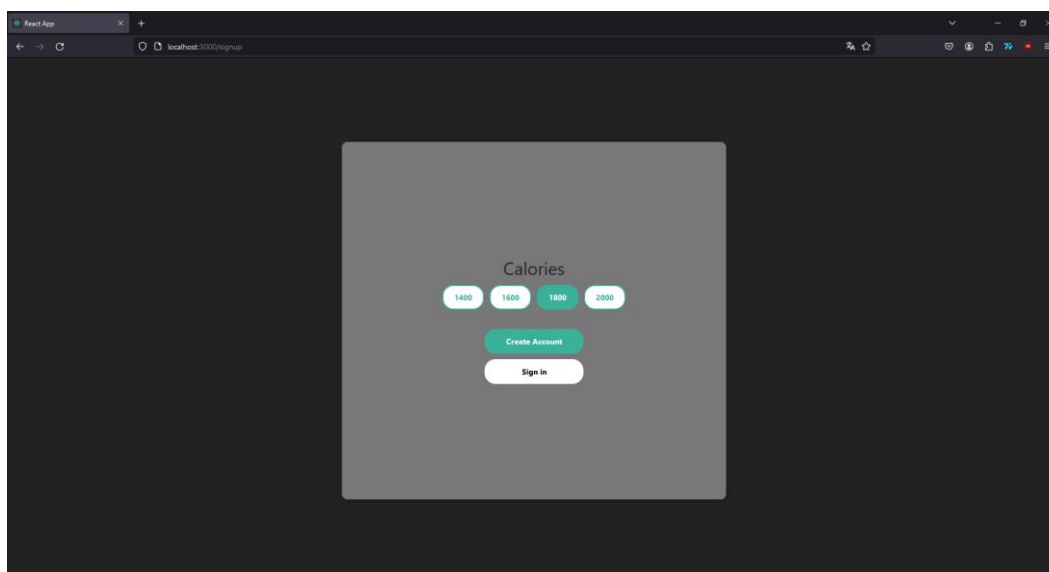 React App
localhost:3000/signup
Calories
1400 1600 1800 2000
Create Account
Sign in